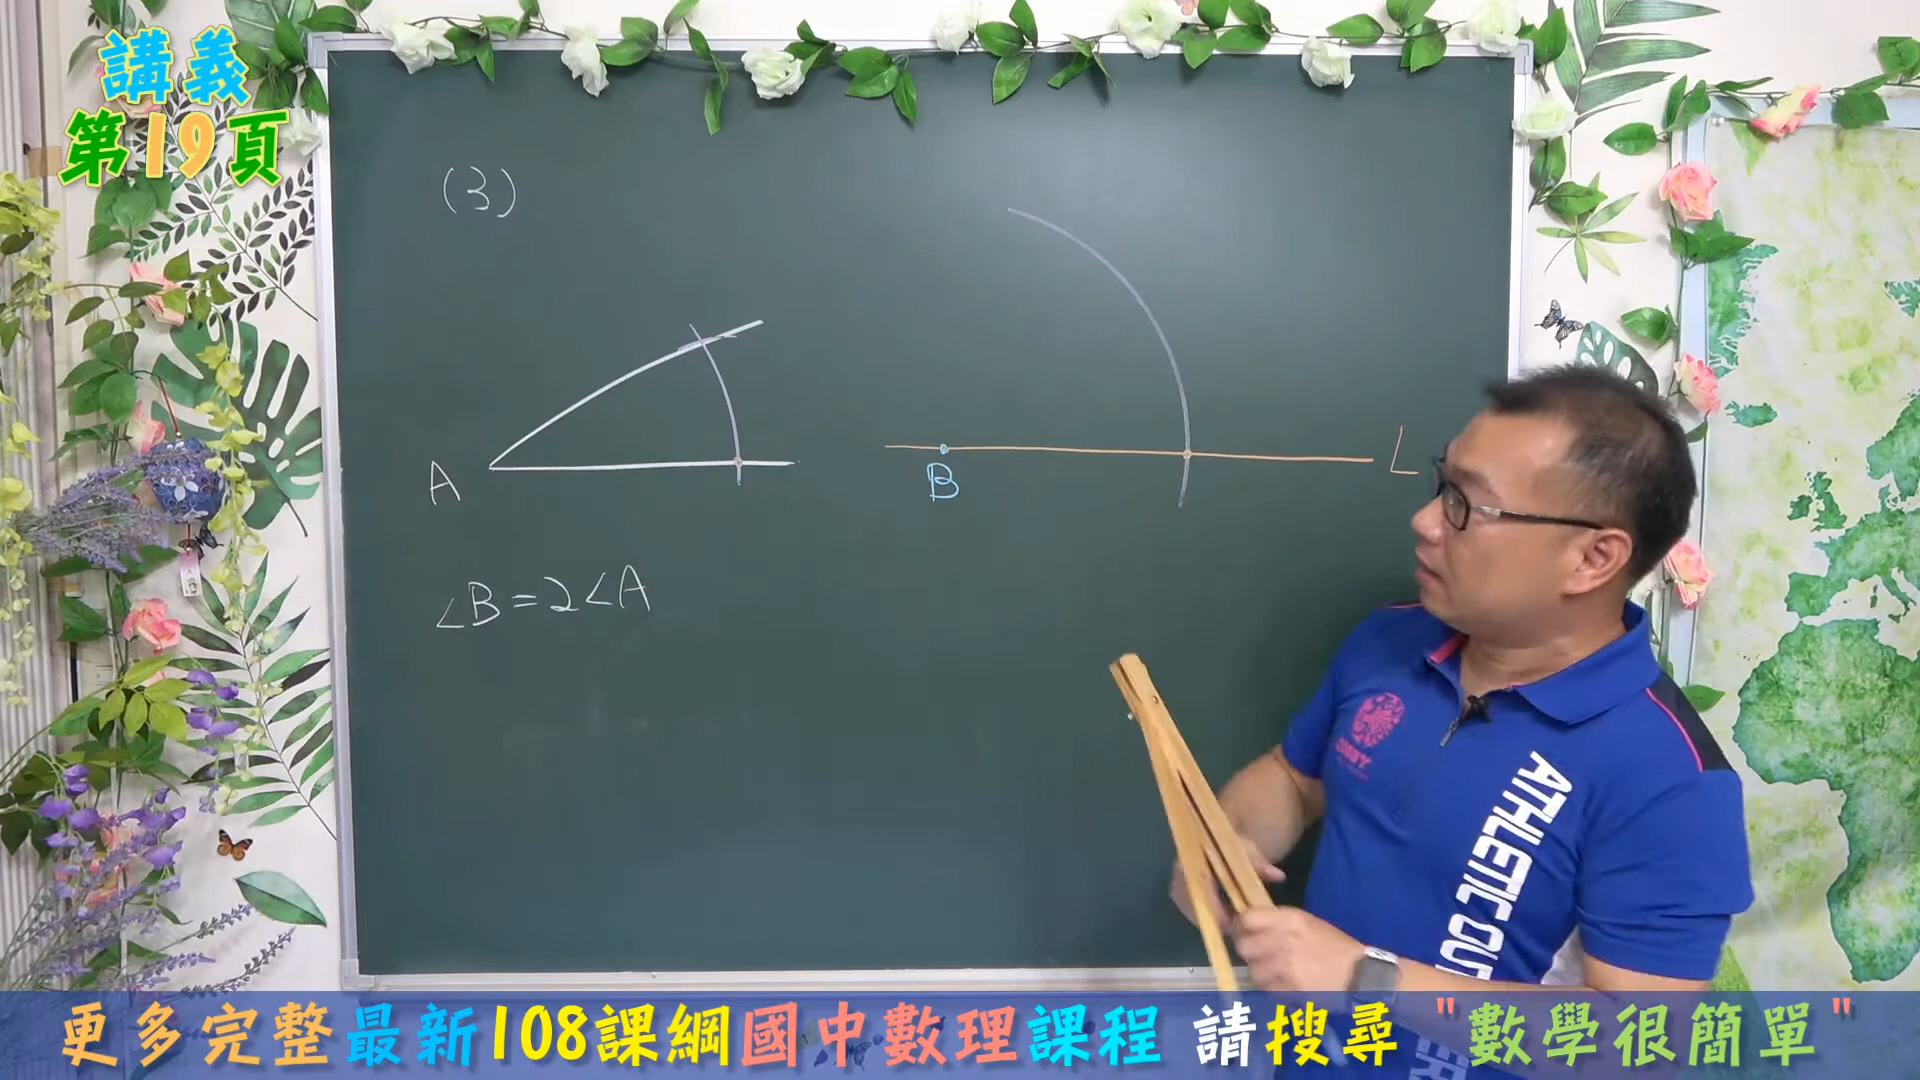 講義
第19頁
(3)
A
B
L
∠B=2∠A
ATHLETIC OUT
更多完整最新108課綱國中數理課程 請搜尋 "數學很簡單"